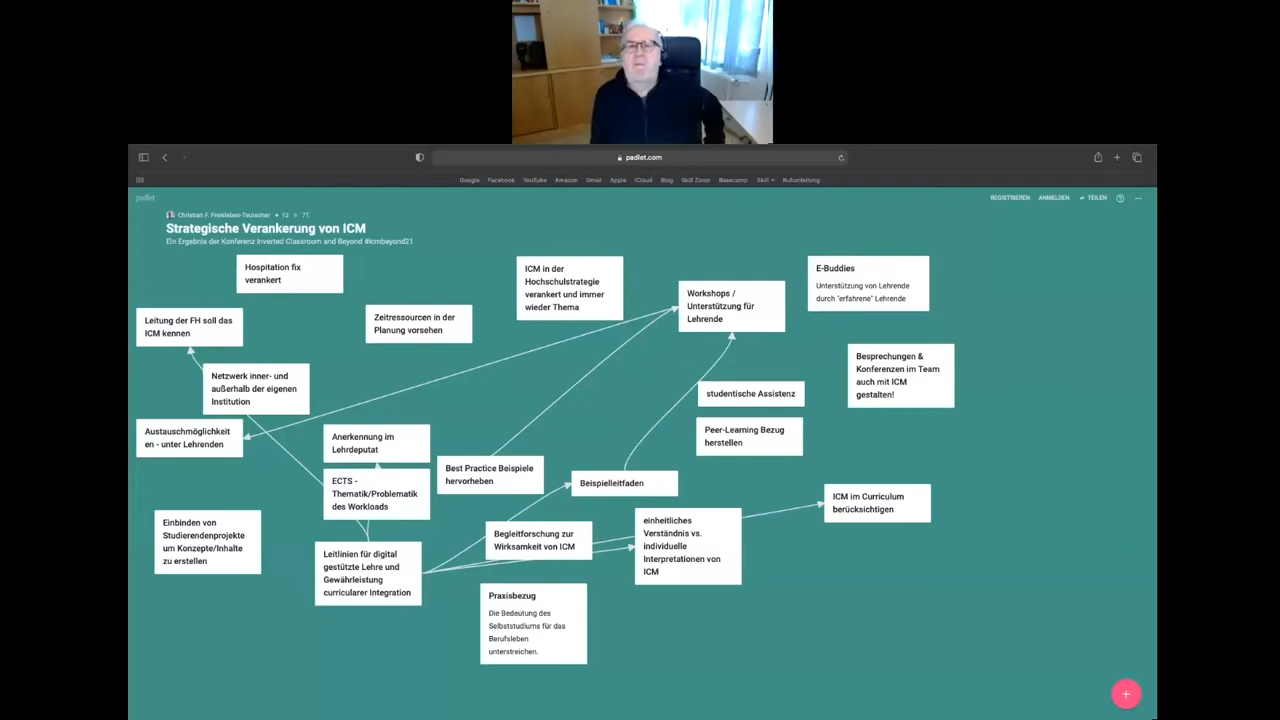 padlet.com
Google Facebook YouTube Amazon Gmail Apple iCloud Blog Skill Zoom Basecamp Skill Rufumleitung
padlet
REGISTRIEREN ANMELDEN TEILEN
Christian F. Freisleben-Teutscher + 12 7T.
Strategische Verankerung von ICM
Ein Ergebnis der Konferenz Inverted Classroom and Beyond #icmbeyond21
Hospitation fix
verankert
ICM in der
Hochschulstrategie
verankert und immer
wieder Thema
E-Buddies
Unterstützung von Lehrende
durch "erfahrene" Lehrende
Workshops /
Unterstützung für
Lehrende
Leitung der FH soll das
ICM kennen
Zeitressourcen in der
Planung vorsehen
Besprechungen &
Konferenzen im Team
auch mit ICM
gestalten!
Netzwerk inner- und
außerhalb der eigenen
Institution
studentische Assistenz
Austauschmöglichkeit
en - unter Lehrenden
Anerkennung im
Lehrdeputat
Peer-Learning Bezug
herstellen
Best Practice Beispiele
hervorheben
ECTS -
Thematik/Problematik
des Workloads
Beispielleitfaden
ICM im Curriculum
berücksichtigen
Einbinden von
Studierendenprojekte
um Konzepte/Inhalte
zu erstellen
Begleitforschung zur
Wirksamkeit von ICM
einheitliches
Verständnis vs.
individuelle
Interpretationen von
ICM
Leitlinien für digital
gestützte Lehre und
Gewährleistung
curricularer Integration
Praxisbezug
Die Bedeutung des
Selbststudiums für das
Berufsleben
unterstreichen.